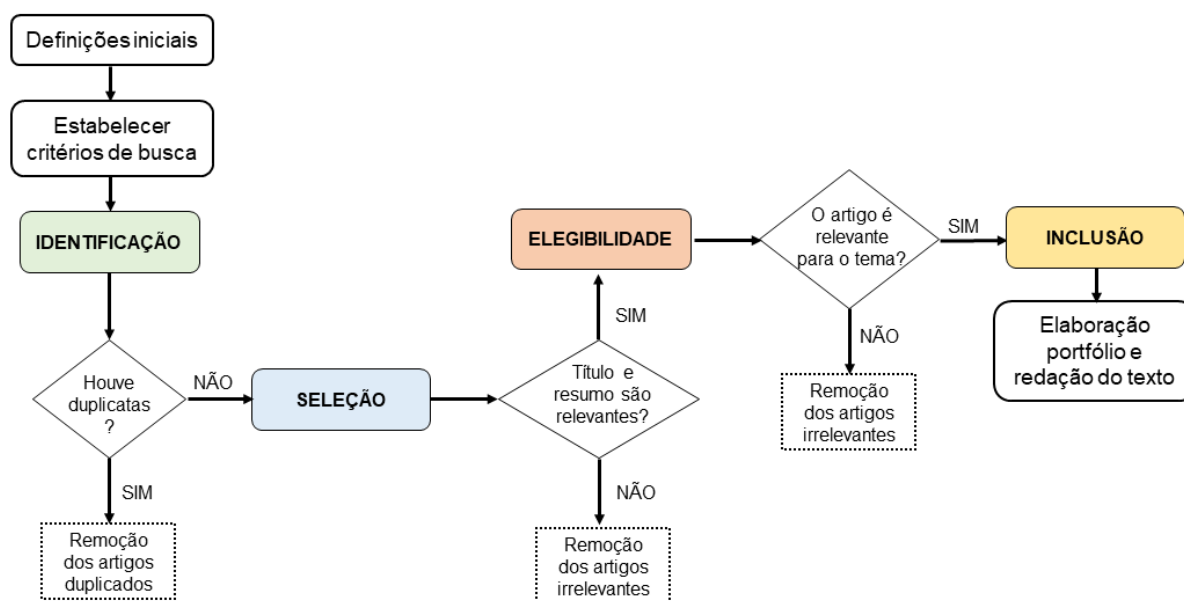 Definições iniciais
Estabelecer
critérios de busca
IDENTIFICAÇÃO
Houve
duplicatas
?
NÃO
SIM
Remoção
dos artigos
duplicados
SELEÇÃO
Título e
resumo são
relevantes?
SIM
NÃO
Remoção
dos artigos
irrelevantes
ELEGIBILIDADE
O artigo é
relevante
para o tema?
SIM
NÃO
Remoção
dos artigos
irrelevantes
INCLUSÃO
Elaboração
portfólio e
redação do texto